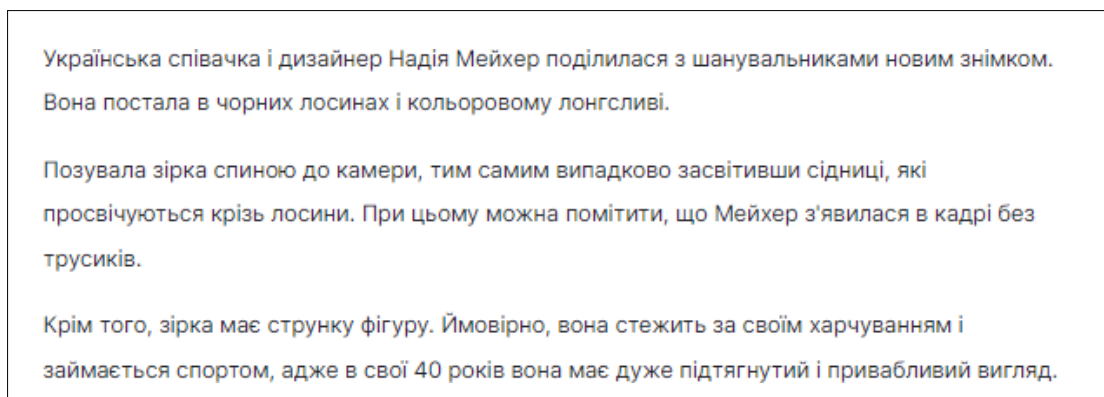 Українська співачка і дизайнер Надія Мейхер поділилася з шанувальниками новим знімком.
Вона постала в чорних лосинах і кольоровому лонгсливі.
Позувала зірка спиною до камери, тим самим випадково засвітивши сідниці, які
просвічуються крізь лосини. При цьому можна помітити, що Мейхер з'явилася в кадрі без
трусиків.
Крім того, зірка має струнку фігуру. Ймовірно, вона стежить за своїм харчуванням і
займається спортом, адже в свої 40 років вона має дуже підтягнутий і привабливий вигляд.